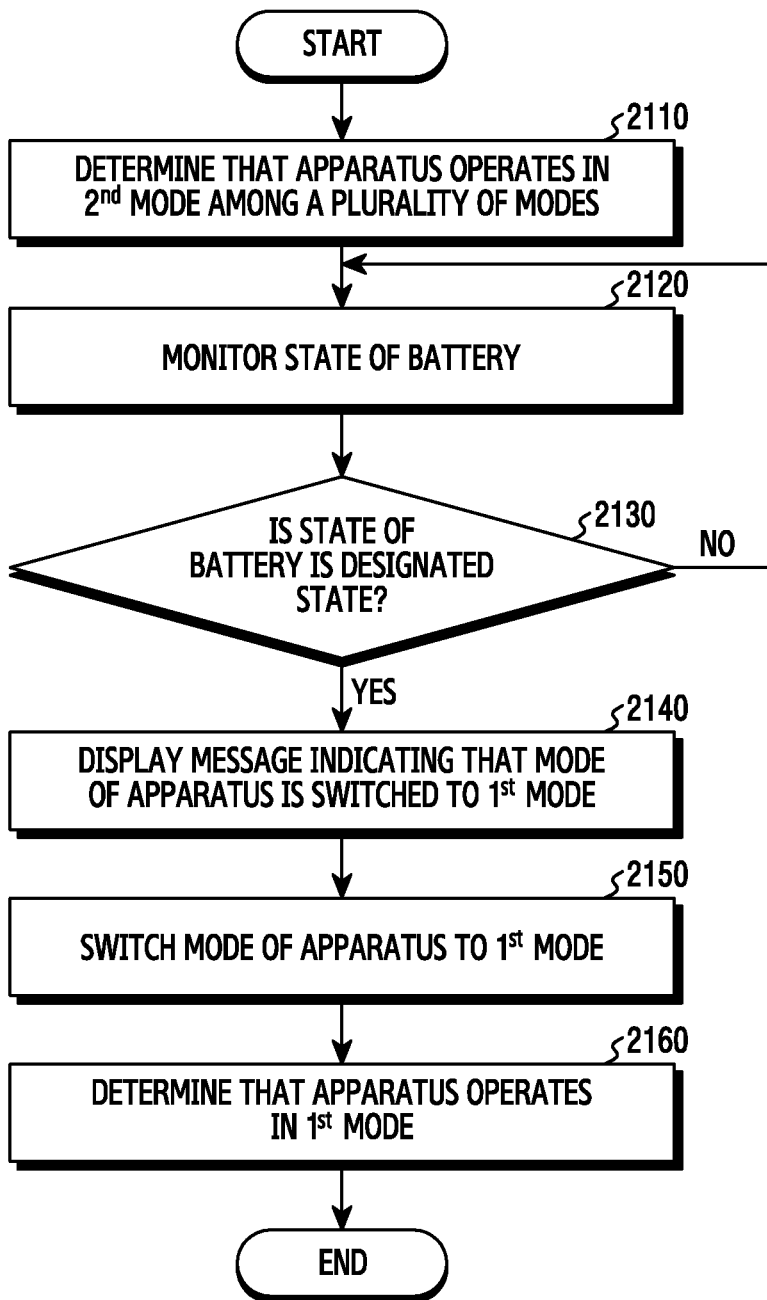 START
2110
DETERMINE THAT APPARATUS OPERATES IN
2nd MODE AMONG A PLURALITY OF MODES
2120
MONITOR STATE OF BATTERY
2130
IS STATE OF
BATTERY IS DESIGNATED
STATE?
NO
YES
2140
DISPLAY MESSAGE INDICATING THAT MODE
OF APPARATUS IS SWITCHED TO 1st MODE
2150
SWITCH MODE OF APPARATUS TO 1st MODE
2160
DETERMINE THAT APPARATUS OPERATES
IN 1st MODE
END